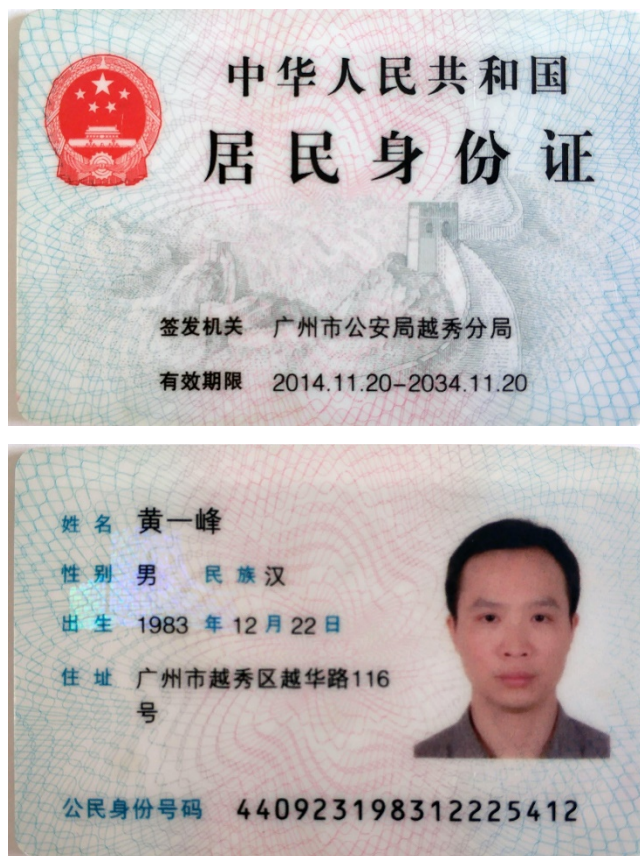 中华人民共和国
居民身份证
签发机关 广州市公安局越秀分局
有效期限 2014.11.20-2034.11.20
姓名 黄一峰
性别 男 民族 汉
出生 1983 年 12 月 22 日
住址 广州市越秀区越华路116
号
公民身份号码 440923198312225412